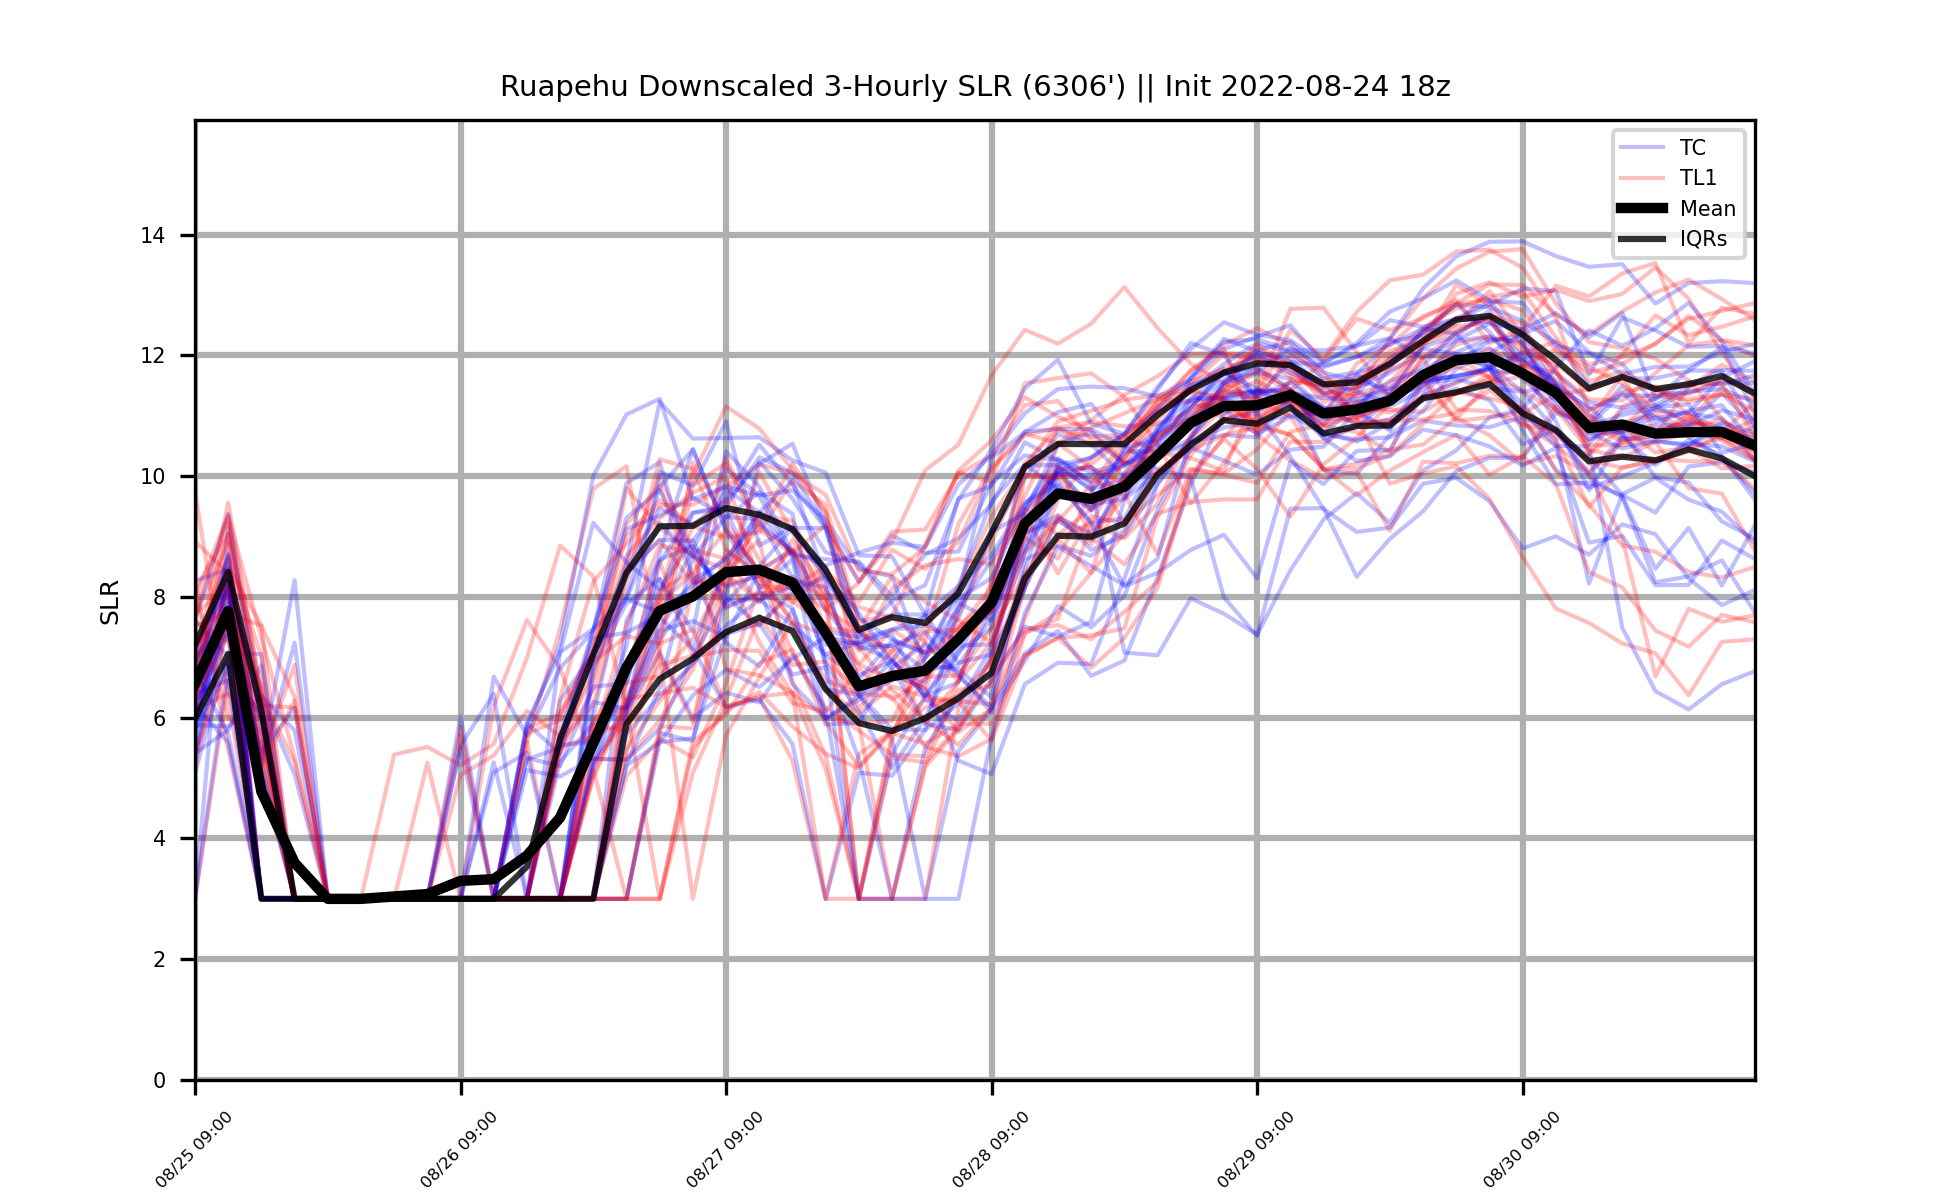 Ruapehu Downscaled 3-Hourly SLR (6306') || Init 2022-08-24 18z
TC
TL1
Mean
IQRs
SLR
14
12
10
8
6
4
2
0
08/25 09:00
08/26 09:00
08/27 09:00
08/28 09:00
08/29 09:00
08/30 09:00